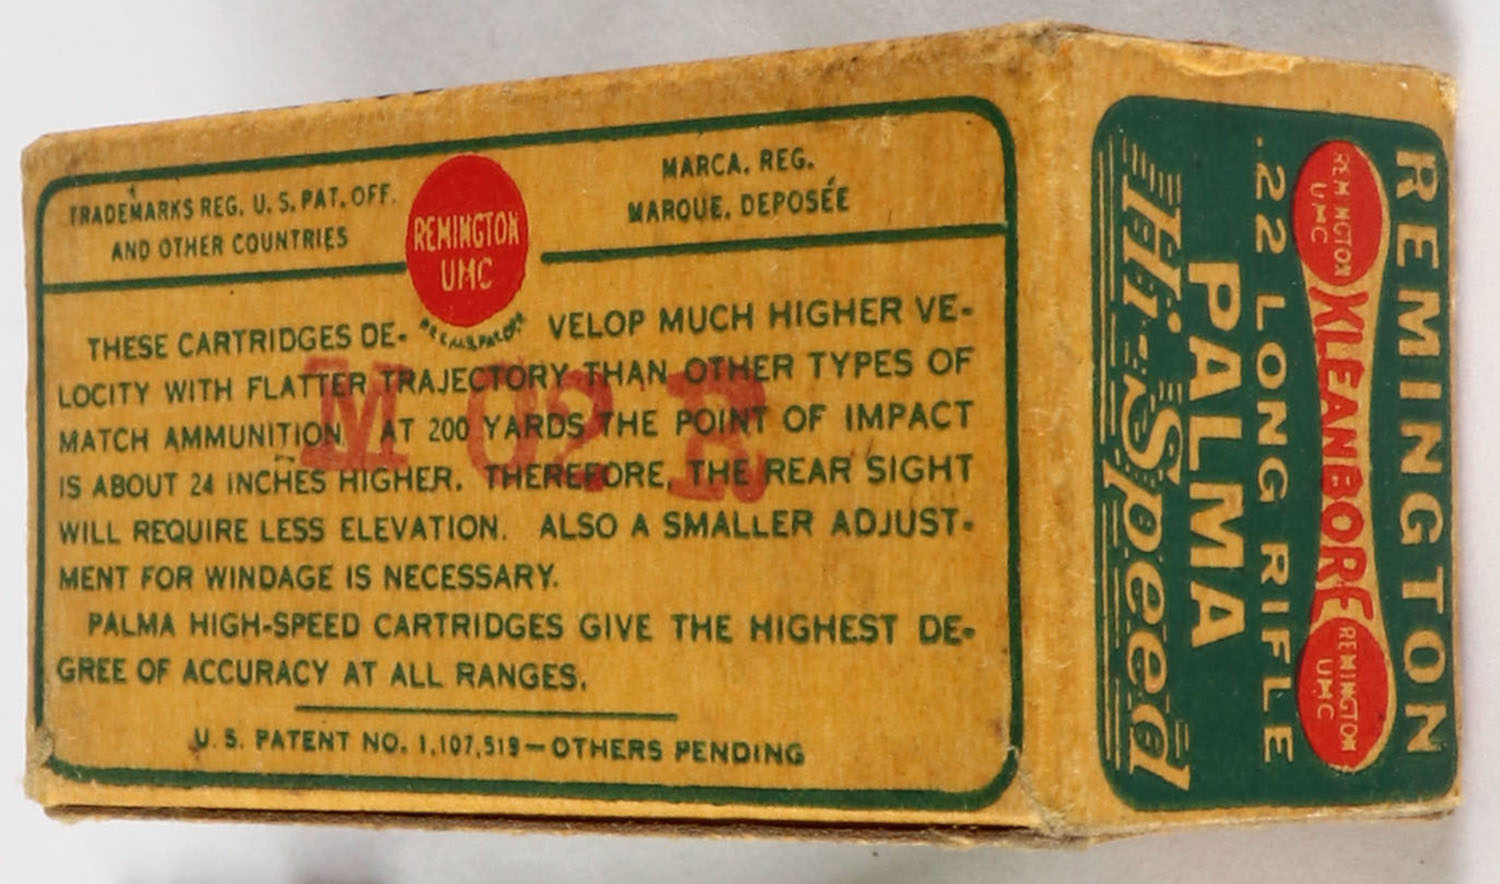 TRADEMARKS REG. U. S. PAT. OFF.
AND OTHER COUNTRIES
REMINGTON
UMC
REG. U.S. PAT. OFF.
MARCA. REG.
MARQUE. DEPOSÉE
THESE CARTRIDGES DE- VELOP MUCH HIGHER VE-
LOCITY WITH FLATTER TRAJECTORY THAN OTHER TYPES OF
MATCH AMMUNITION. AT 200 YARDS THE POINT OF IMPACT
IS ABOUT 24 INCHES HIGHER. THEREFORE, THE REAR SIGHT
WILL REQUIRE LESS ELEVATION. ALSO A SMALLER ADJUST-
MENT FOR WINDAGE IS NECESSARY.
PALMA HIGH-SPEED CARTRIDGES GIVE THE HIGHEST DE-
GREE OF ACCURACY AT ALL RANGES.
U. S. PATENT NO. 1,107,519—OTHERS PENDING
M 02 R
REMINGTON
REMINGTON
UMC
KLEANBORE
REMINGTON
UMC
.22 LONG RIFLE
PALMA
Hi-Speed